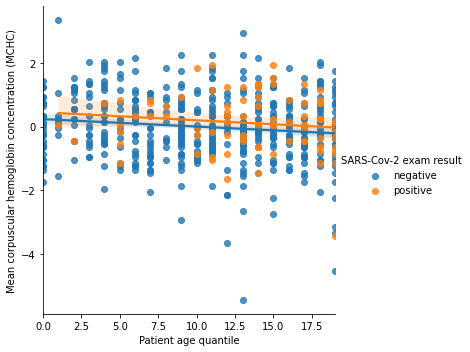 Mean corpuscular hemoglobin concentration (MCHC)
2
0
−2
−4
0.0 2.5 5.0 7.5 10.0 12.5 15.0 17.5
Patient age quantile
SARS-Cov-2 exam result
negative
positive